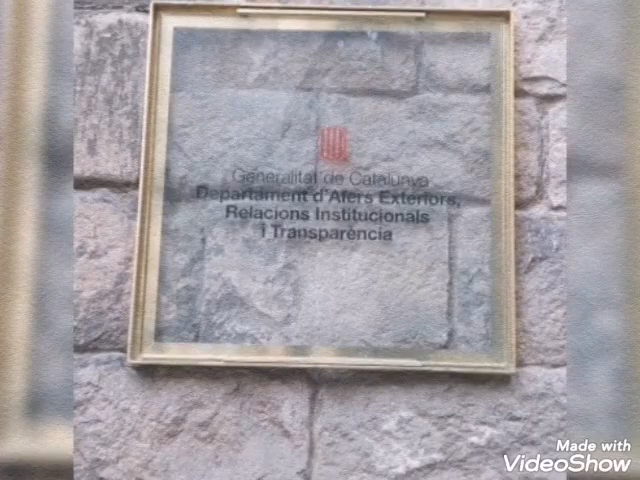 Generalitat de Catalunya
Departament d'Afers Exteriors,
Relacions Institucionals
i Transparència
Made with
VideoShow